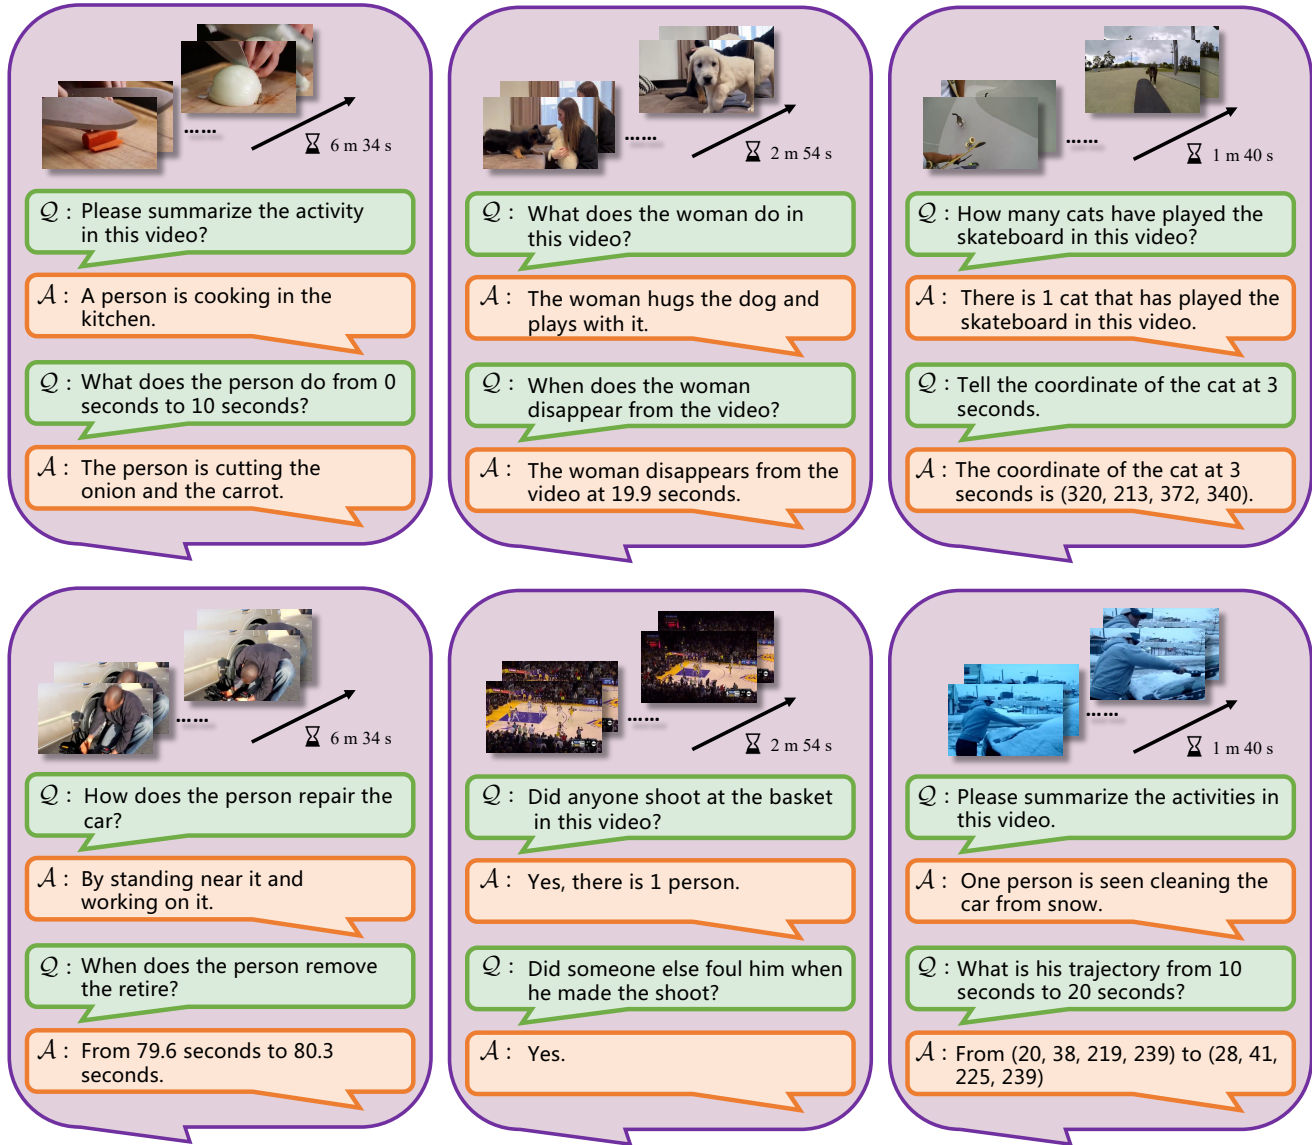 ......
6 m 34 s
Q : Please summarize the activity
in this video?
A : A person is cooking in the
kitchen.
Q : What does the person do from 0
seconds to 10 seconds?
A : The person is cutting the
onion and the carrot.
......
2 m 54 s
Q : What does the woman do in
this video?
A : The woman hugs the dog and
plays with it.
Q : When does the woman
disappear from the video?
A : The woman disappears from the
video at 19.9 seconds.
......
1 m 40 s
Q : How many cats have played the
skateboard in this video?
A : There is 1 cat that has played the
skateboard in this video.
Q : Tell the coordinate of the cat at 3
seconds.
A : The coordinate of the cat at 3
seconds is (320, 213, 372, 340).
......
6 m 34 s
Q : How does the person repair the
car?
A : By standing near it and
working on it.
Q : When does the person remove
the retire?
A : From 79.6 seconds to 80.3
seconds.
......
2 m 54 s
Q : Did anyone shoot at the basket
in this video?
A : Yes, there is 1 person.
Q : Did someone else foul him when
he made the shoot?
A : Yes.
......
1 m 40 s
Q : Please summarize the activities in
this video.
A : One person is seen cleaning the
car from snow.
Q : What is his trajectory from 10
seconds to 20 seconds?
A : From (20, 38, 219, 239) to (28, 41,
225, 239)